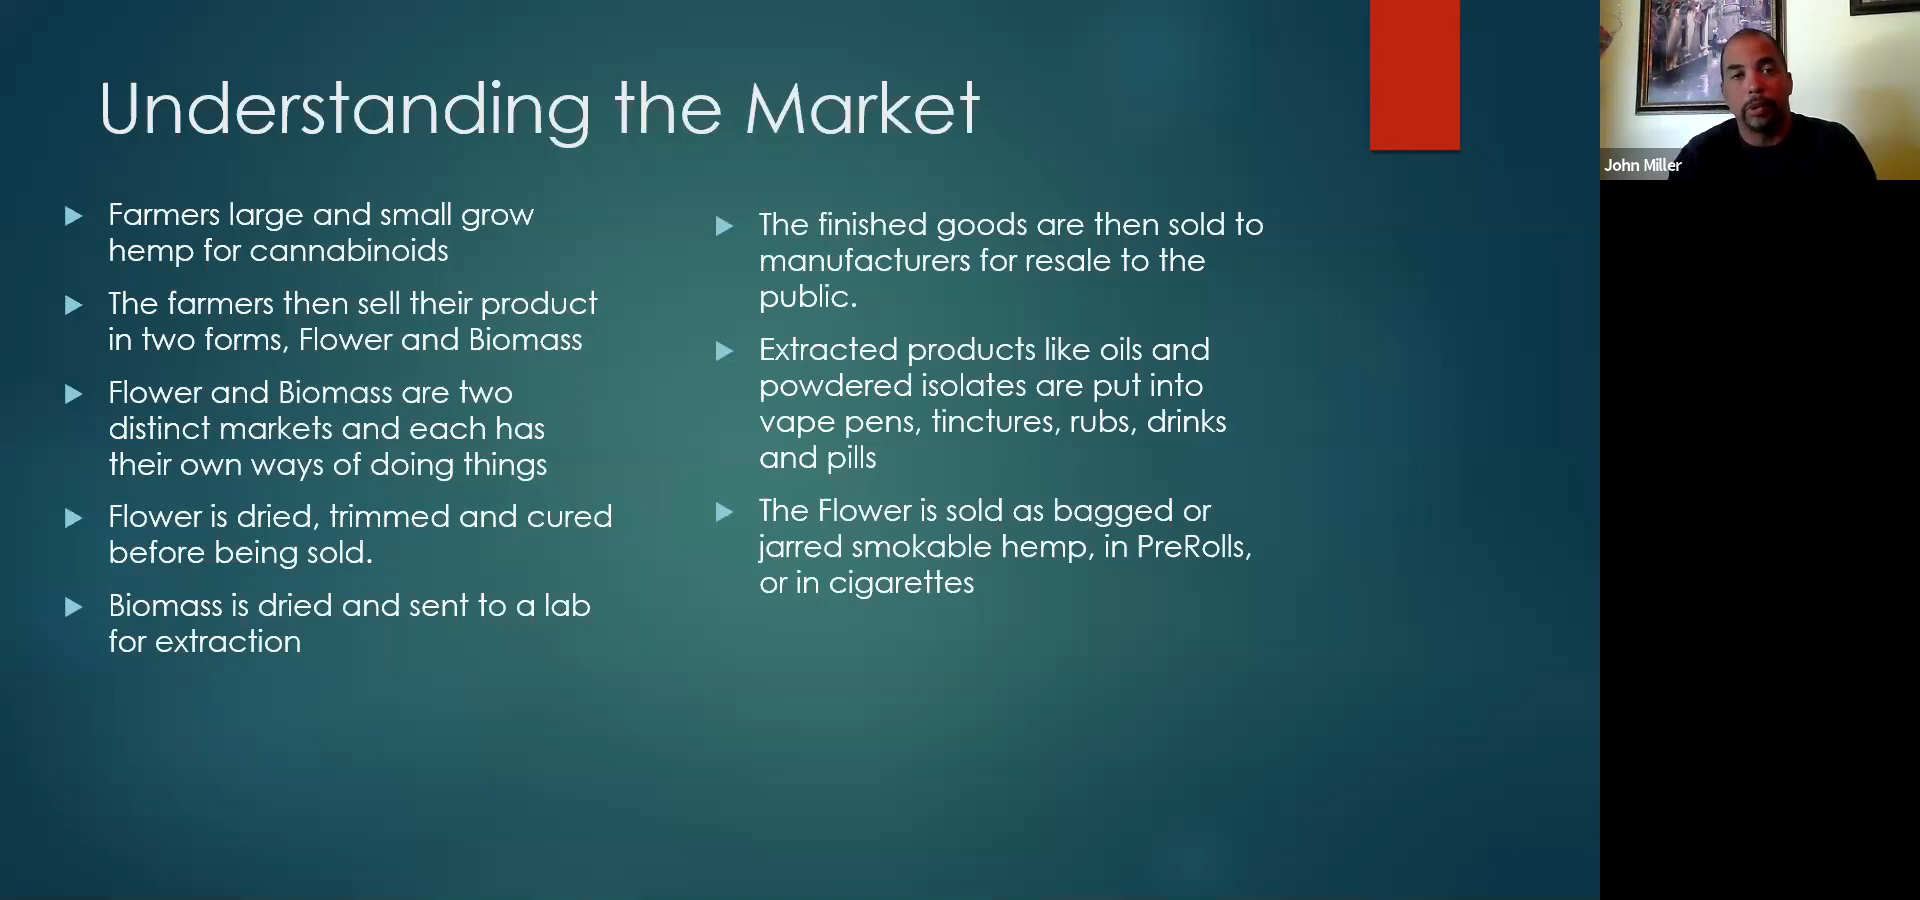 Understanding the Market
Farmers large and small grow
hemp for cannabinoids
The farmers then sell their product
in two forms, Flower and Biomass
Flower and Biomass are two
distinct markets and each has
their own ways of doing things
Flower is dried, trimmed and cured
before being sold.
Biomass is dried and sent to a lab
for extraction
The finished goods are then sold to
manufacturers for resale to the
public.
Extracted products like oils and
powdered isolates are put into
vape pens, tinctures, rubs, drinks
and pills
The Flower is sold as bagged or
jarred smokable hemp, in PreRolls,
or in cigarettes
John Miller